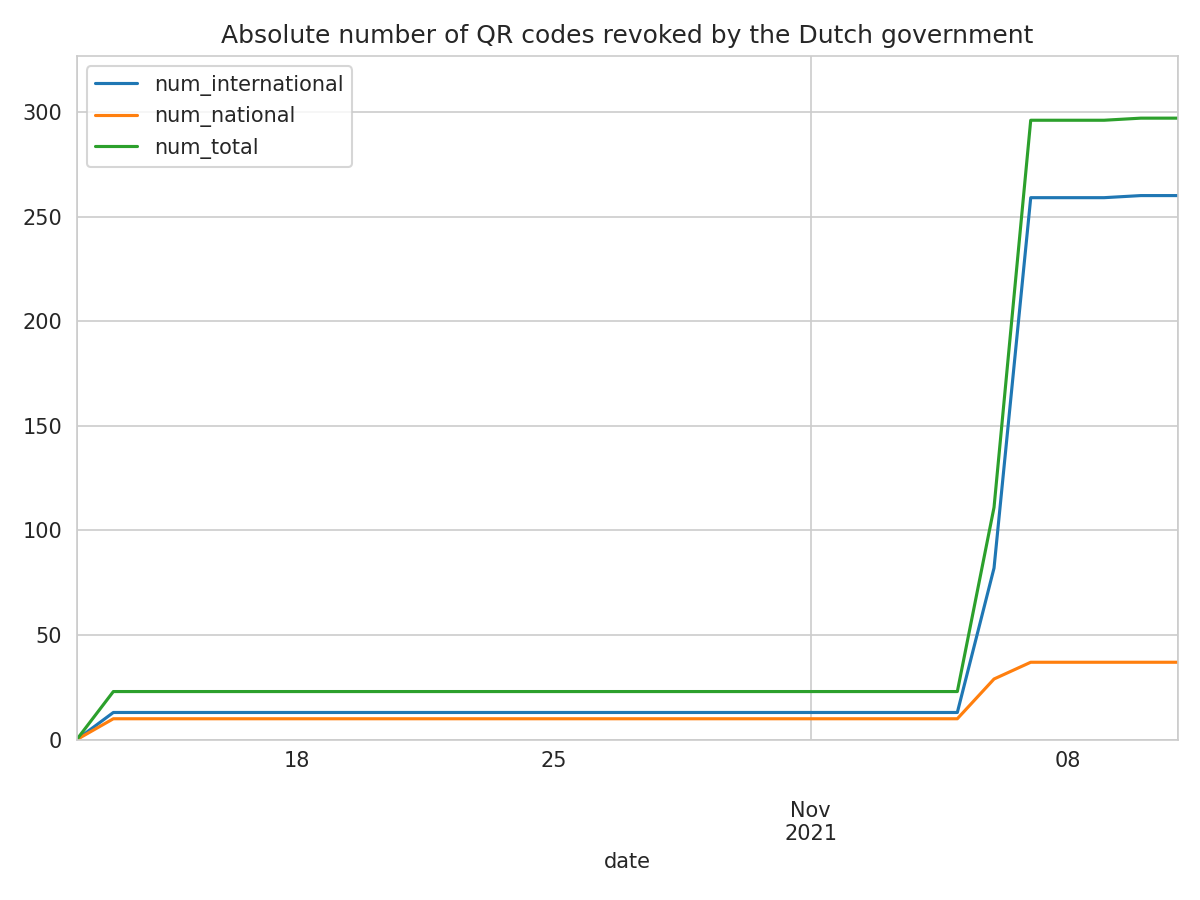 Absolute number of QR codes revoked by the Dutch government
num_international
num_national
num_total
300
250
200
150
100
50
0
18
25
08
Nov
2021
date